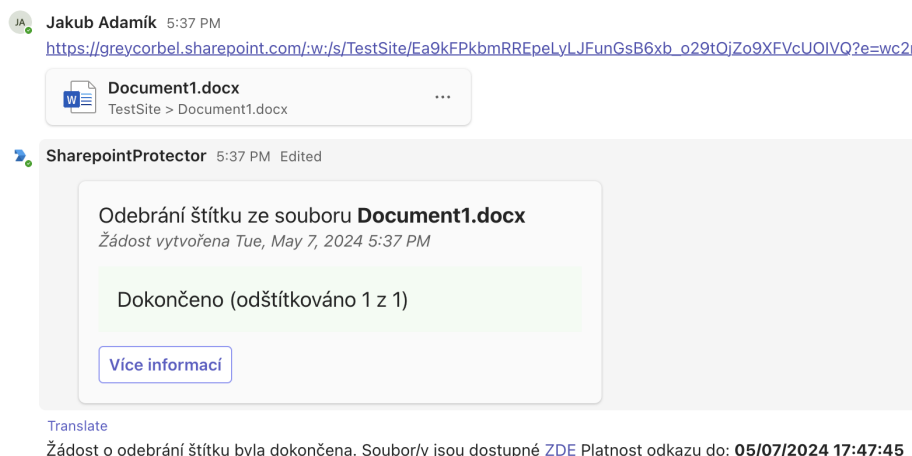 JA
Jakub Adamík 5:37 PM
https://greycorbel.sharepoint.com/:w:/s/TestSite/Ea9kFPkbmRREpeLyLJFunGsB6xb_o29tOjZo9XFVcUOIVQ?e=wc2
Document1.docx
TestSite > Document1.docx
SharepointProtector 5:37 PM Edited
Odebrání štítku ze souboru Document1.docx
Žádost vytvořena Tue, May 7, 2024 5:37 PM
Dokončeno (odštítkováno 1 z 1)
Více informací
Translate
Žádost o odebrání štítku byla dokončena. Soubor/y jsou dostupné ZDE Platnost odkazu do: 05/07/2024 17:47:45